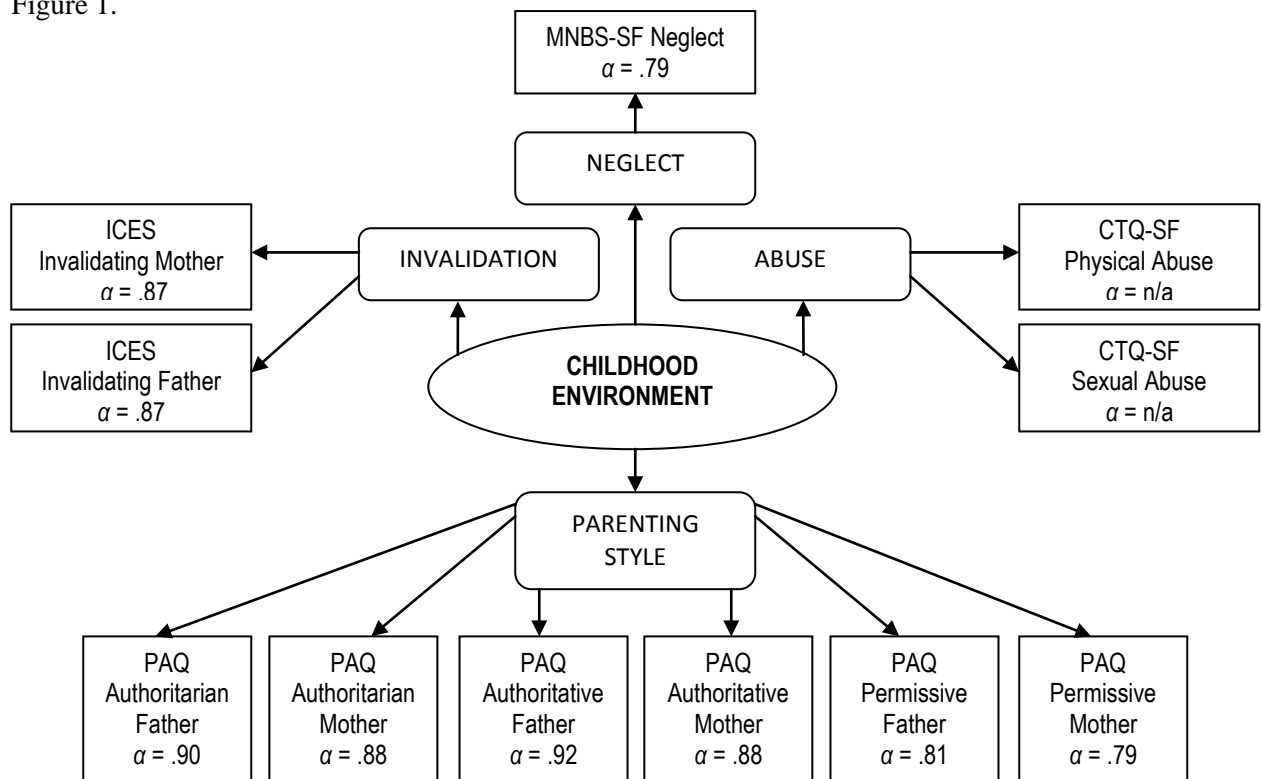 Figure 1.
MNBS-SF Neglect
α = .79
NEGLECT
ICES
Invalidating Mother
α = .87
INVALIDATION
ABUSE
CTQ-SF
Physical Abuse
α = n/a
ICES
Invalidating Father
α = .87
CHILDHOOD
ENVIRONMENT
CTQ-SF
Sexual Abuse
α = n/a
PARENTING
STYLE
PAQ
Authoritarian
Father
α = .90
PAQ
Authoritarian
Mother
α = .88
PAQ
Authoritative
Father
α = .92
PAQ
Authoritative
Mother
α = .88
PAQ
Permissive
Father
α = .81
PAQ
Permissive
Mother
α = .79